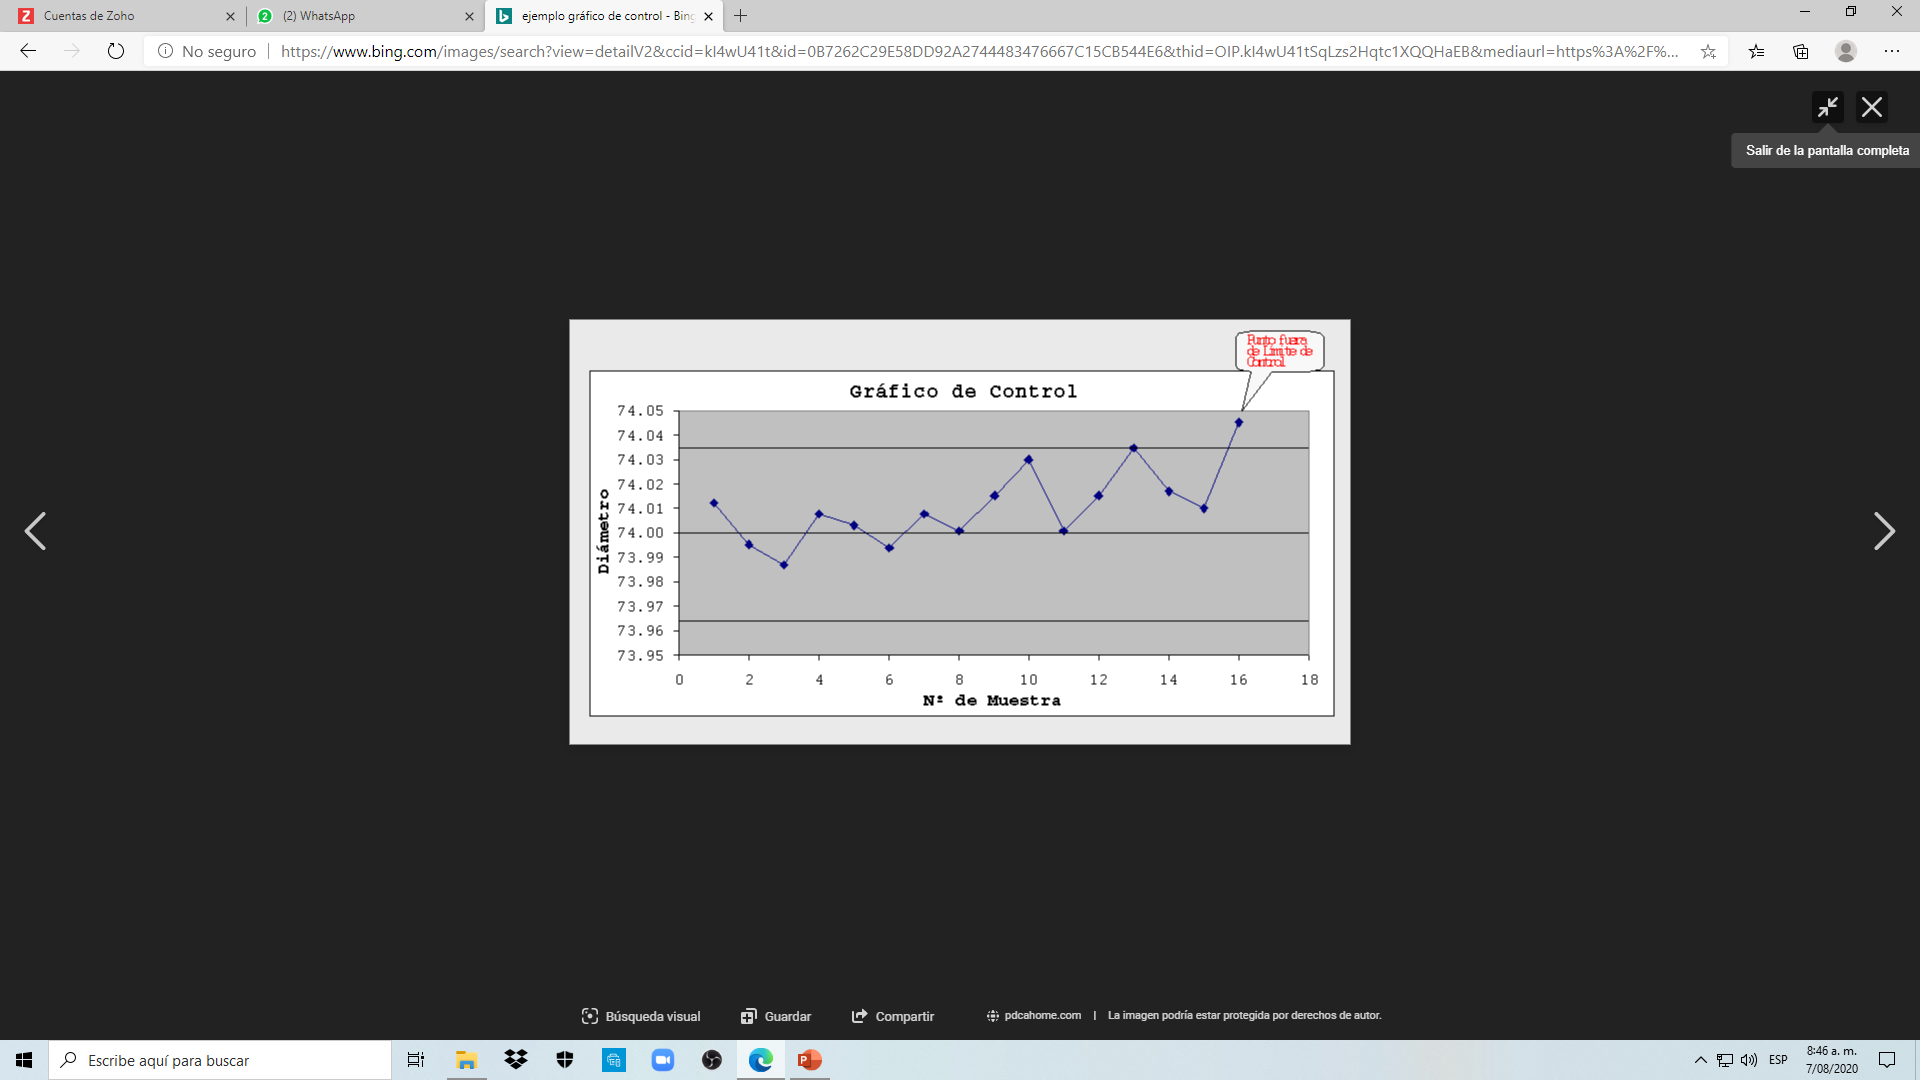 Cuentas de Zoho
(2) WhatsApp
ejemplo gráfico de control - Bing
No seguro
https://www.bing.com/images/search?view=detailV2&ccid=kI4wU41t&id=0B7262C29E58DD92A2744483476667C15CB544E6&thid=OIP.kI4wU41tSqLzs2Hqtc1XQQHaEB&mediaurl=https%3A%2F%...
Salir de la pantalla completa
Punto fuera
de Límite de
Control
Gráfico de Control
74.05
74.04
74.03
74.02
74.01
74.00
73.99
73.98
73.97
73.96
73.95
Diámetro
0 2 4 6 8 10 12 14 16 18
Nº de Muestra
Búsqueda visual
Guardar
Compartir
pdcahome.com | La imagen podría estar protegida por derechos de autor.
Escribe aquí para buscar
ESP
8:46 a. m.
7/08/2020